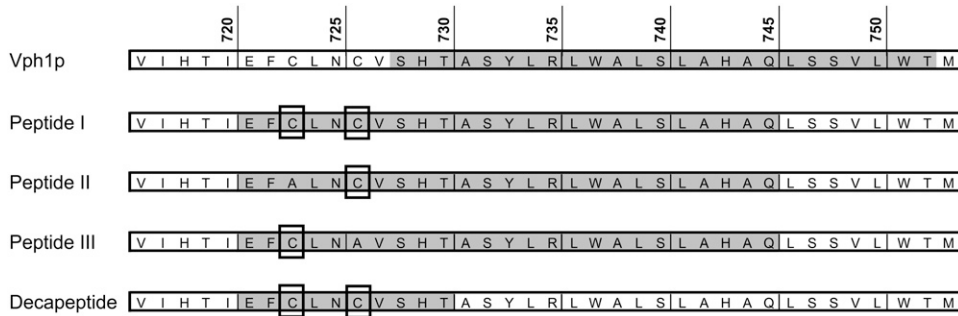 720 725 730 735 740 745 750
Vph1p V I H T I E F C L N C V S H T A S Y L R L W A L S L A H A Q L S S V L W T M
Peptide I V I H T I E F C L N C V S H T A S Y L R L W A L S L A H A Q L S S V L W T M
Peptide II V I H T I E F A L N C V S H T A S Y L R L W A L S L A H A Q L S S V L W T M
Peptide III V I H T I E F C L N A V S H T A S Y L R L W A L S L A H A Q L S S V L W T M
Decapeptide V I H T I E F C L N C V S H T A S Y L R L W A L S L A H A Q L S S V L W T M